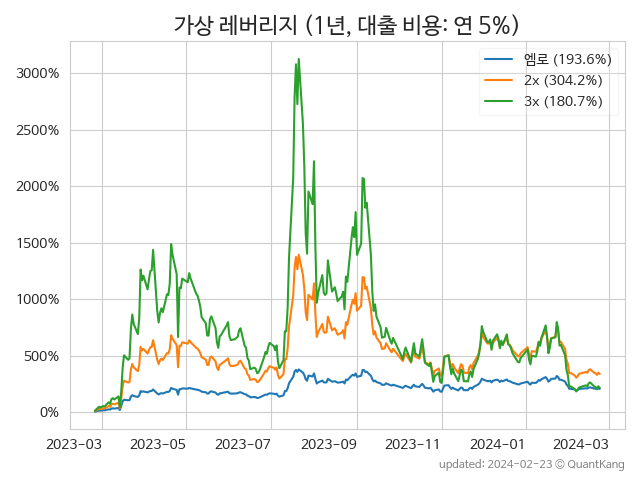 가상 레버리지 (1년, 대출 비용: 연 5%)
엠로 (193.6%)
2x (304.2%)
3x (180.7%)
3000%
2500%
2000%
1500%
1000%
500%
0%
2023-03 2023-05 2023-07 2023-09 2023-11 2024-01 2024-03
updated: 2024-02-23 © QuantKang